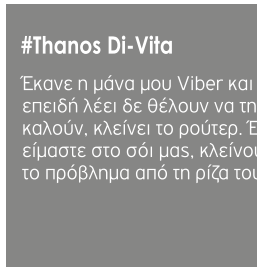 #Thanos Di-Vita
Έκανε η μάνα μου Viber και
επειδή λέει δε θέλουν να τη
καλούν, κλείνει το ρούτερ. Έ
είμαστε στο σόι μας, κλείνο
το πρόβλημα από τη ρίζα του